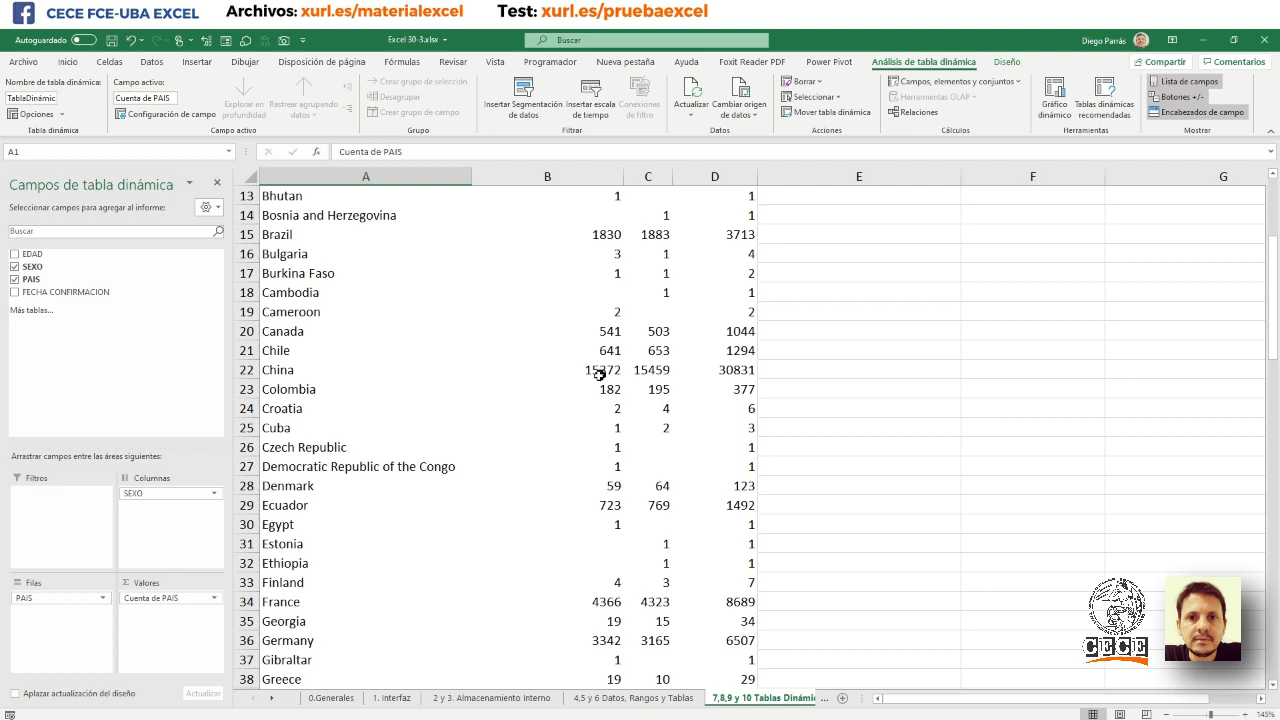 CECE FCE-UBA EXCEL Archivos: xurl.es/materialexcel Test: xurl.es/pruebaexcel
Autoguardado Excel 30-3.xlsx Buscar Diego Parrás
Archivo Inicio Celdas Datos Insertar Dibujar Disposición de página Fórmulas Revisar Vista Programador Nueva pestaña Ayuda Foxit Reader PDF Power Pivot Análisis de tabla dinámica Diseño Compartir Comentarios
Nombre de tabla dinámica: Campo activo:
TablaDinámic Cuenta de PAIS
Opciones Configuración de campo
Explorar en profundidad Rastrear agrupando datos
Crear grupo de selección
Desagrupar
Crear grupo de campo
Insertar Segmentación de datos Insertar escala de tiempo Conexiones de filtro
Actualizar Cambiar origen de datos
Borrar
Seleccionar
Mover tabla dinámica
Campos, elementos y conjuntos
Herramientas OLAP
Relaciones
Gráfico dinámico Tablas dinámicas recomendadas
Lista de campos
Botones +/-
Encabezados de campo
Tabla dinámica Campo activo Grupo Filtrar Datos Acciones Cálculos Herramientas Mostrar
A1 fx Cuenta de PAIS
Campos de tabla dinámica
Seleccionar campos para agregar al informe:
Buscar
EDAD
SEXO
PAIS
FECHA CONFIRMACION
Más tablas...
Arrastrar campos entre las áreas siguientes:
Filtros Columnas
SEXO
Filas Σ Valores
PAIS Cuenta de PAIS
Aplazar actualización del diseño Actualizar
A B C D E F G
13 Bhutan 1 1
14 Bosnia and Herzegovina 1 1
15 Brazil 1830 1883 3713
16 Bulgaria 3 1 4
17 Burkina Faso 1 1 2
18 Cambodia 1 1
19 Cameroon 2 2
20 Canada 541 503 1044
21 Chile 641 653 1294
22 China 15372 15459 30831
23 Colombia 182 195 377
24 Croatia 2 4 6
25 Cuba 1 2 3
26 Czech Republic 1 1
27 Democratic Republic of the Congo 1 1
28 Denmark 59 64 123
29 Ecuador 723 769 1492
30 Egypt 1 1
31 Estonia 1 1
32 Ethiopia 1 1
33 Finland 4 3 7
34 France 4366 4323 8689
35 Georgia 19 15 34
36 Germany 3342 3165 6507
37 Gibraltar 1 1
38 Greece 19 10 29
CECE
0.Generales 1. Interfaz 2 y 3. Almacenamiento Interno 4,5 y 6 Datos, Rangos y Tablas 7,8,9 y 10 Tablas Dinámic ...
145%